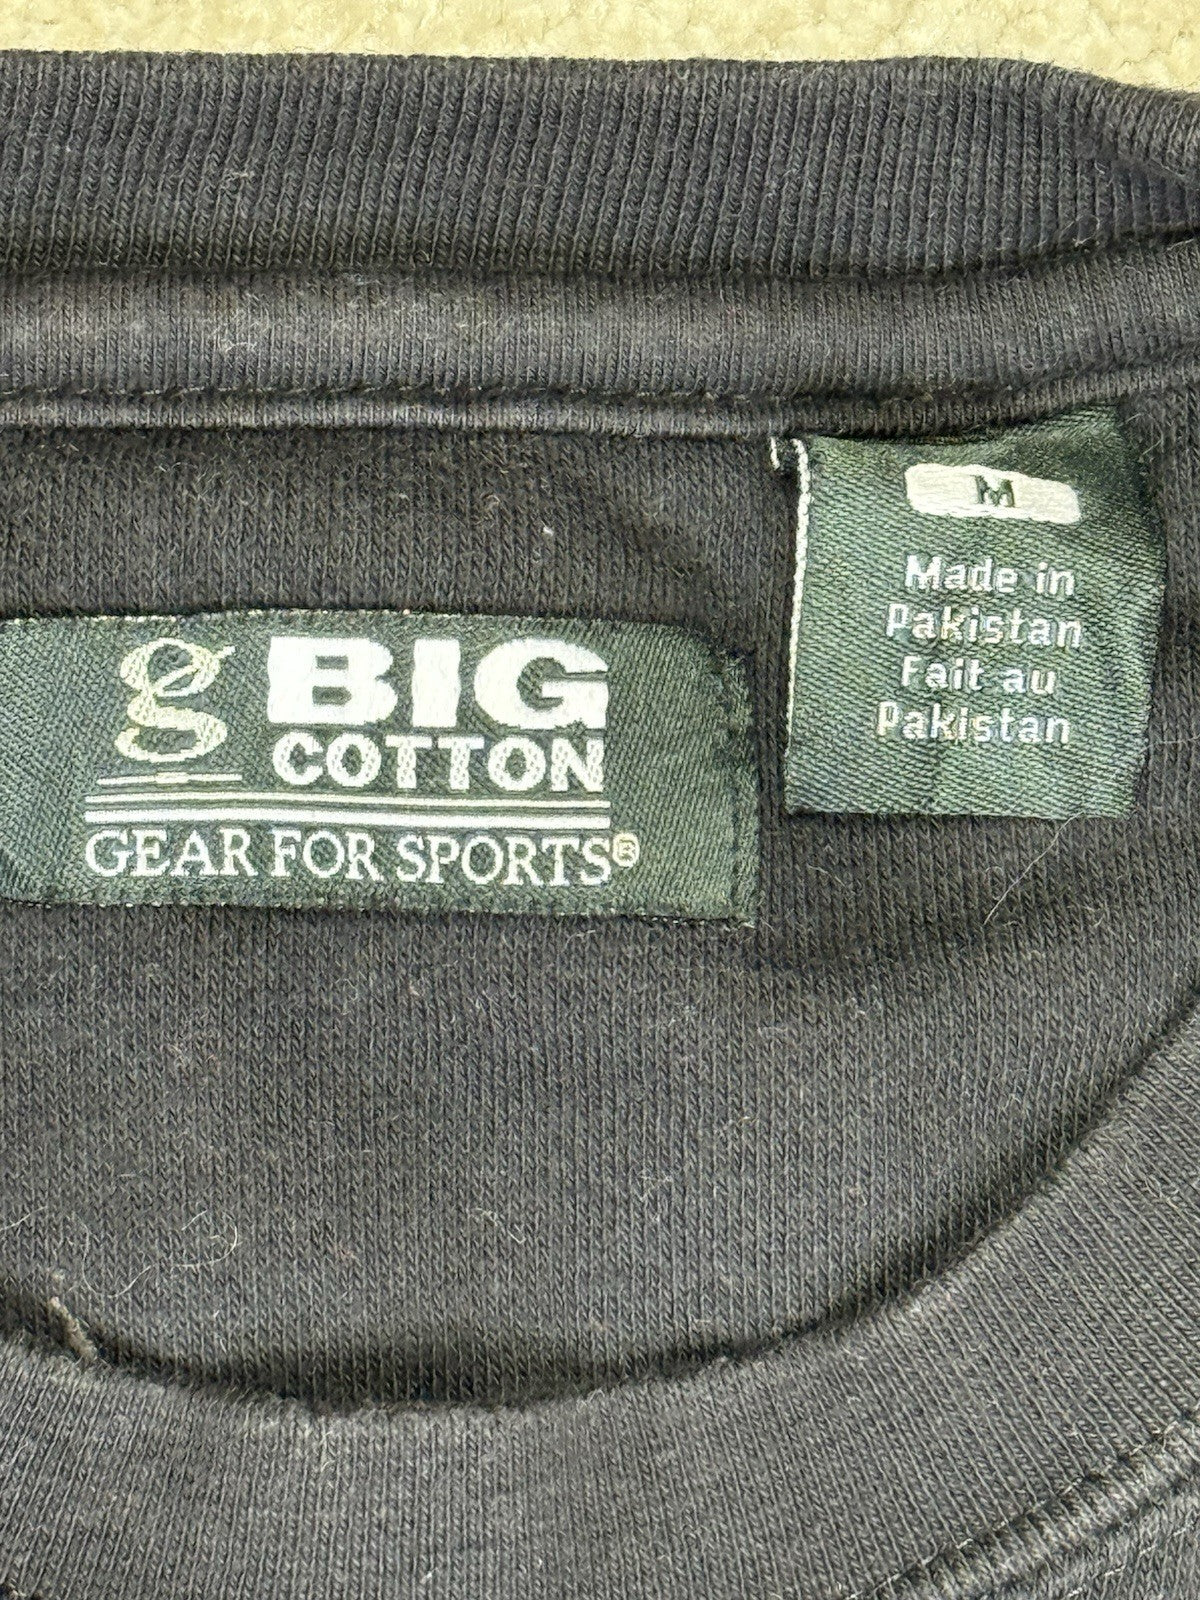 M
Made in
Pakistan
Fait au
Pakistan
g BIG
COTTON
GEAR FOR SPORTS®